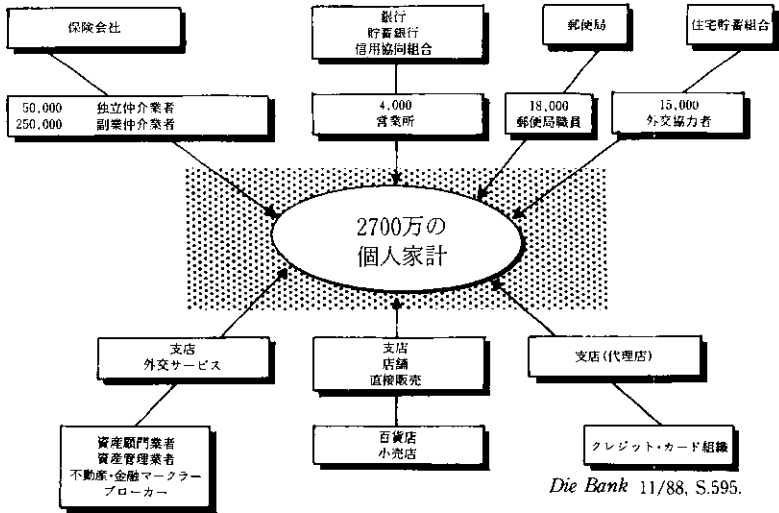 保険会社
銀行
貯蓄銀行
信用協同組合
郵便局
住宅貯蓄組合
50,000 独立仲介業者
250,000 副業仲介業者
4,000
営業所
18,000
郵便局職員
15,000
外交協力者
2700万の
個人家計
支店
外交サービス
支店
店舗
直接販売
支店(代理店)
資産顧問業者
資産管理業者
不動産・金融マークラー
ブローカー
百貨店
小売店
クレジット・カード組織
Die Bank 11/88, S.595.